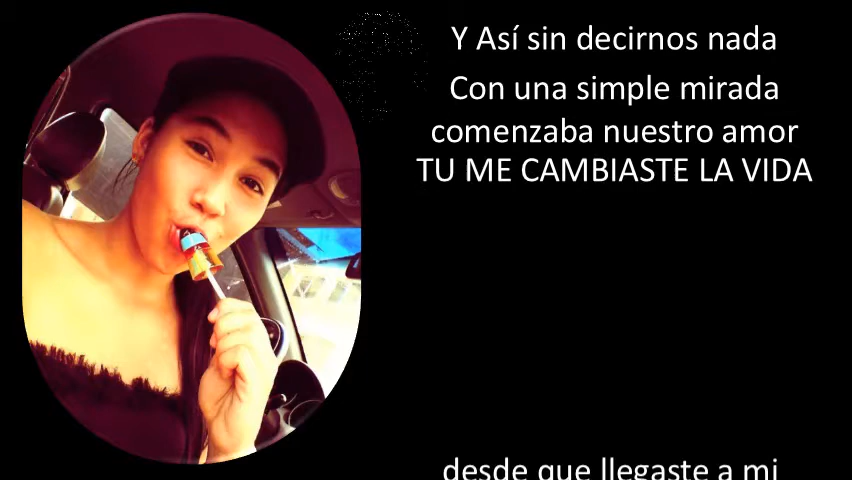 Y Así sin decirnos nada
Con una simple mirada
comenzaba nuestro amor
TU ME CAMBIASTE LA VIDA
desde que llegaste a mi